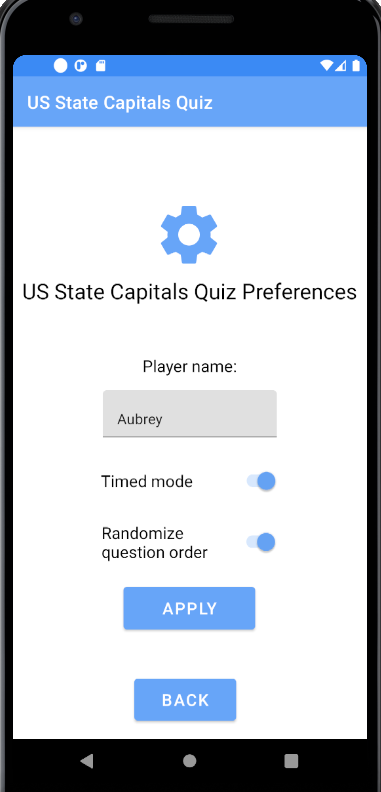 US State Capitals Quiz
US State Capitals Quiz Preferences
Player name:
Aubrey
Timed mode
Randomize
question order
APPLY
BACK